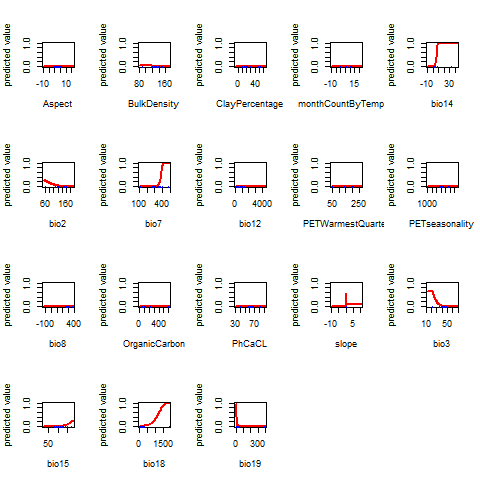 predicted value
0.0 1.0
-10 10
Aspect
predicted value
0.0 1.0
80 160
BulkDensity
predicted value
0.0 1.0
0 40
ClayPercentage
predicted value
0.0 1.0
-10 15
monthCountByTemp
predicted value
0.0 1.0
-10 30
bio14
predicted value
0.0 1.0
60 160
bio2
predicted value
0.0 1.0
100 400
bio7
predicted value
0.0 1.0
0 4000
bio12
predicted value
0.0 1.0
50 250
PETWarmestQuarte
predicted value
0.0 1.0
1000
PETseasonality
predicted value
0.0 1.0
-100 400
bio8
predicted value
0.0 1.0
0 400
OrganicCarbon
predicted value
0.0 1.0
30 70
PhCaCL
predicted value
0.0 1.0
-10 5
slope
predicted value
0.0 1.0
10 50
bio3
predicted value
0.0 1.0
50
bio15
predicted value
0.0 1.0
0 1500
bio18
predicted value
0.0 1.0
0 300
bio19